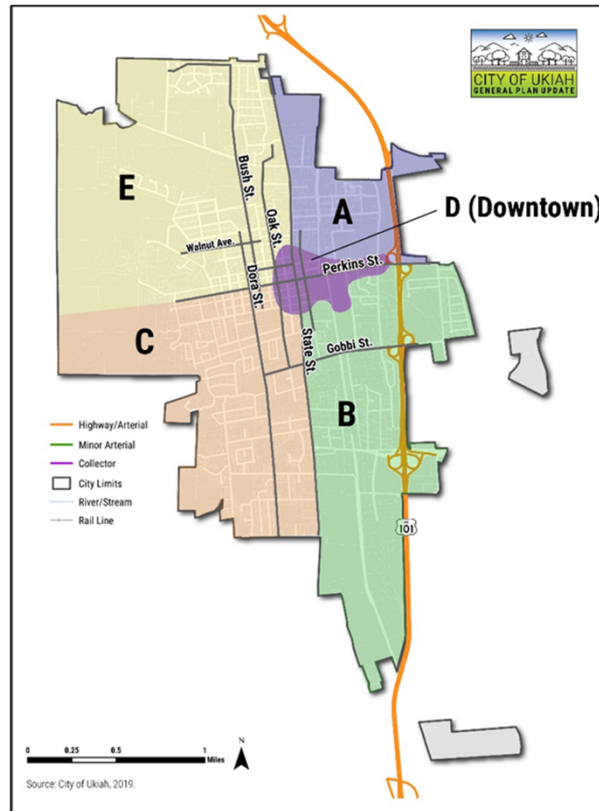 CITY OF UKIAH
GENERAL PLAN UPDATE
E
A
D (Downtown)
Bush St.
Oak St.
Walnut Ave.
Perkins St.
Dora St.
C
State St.
Gobbi St.
B
Highway/Arterial
Minor Arterial
Collector
City Limits
River/Stream
Rail Line
101
0 0.25 0.5 1
Miles
N
Source: City of Ukiah, 2019.